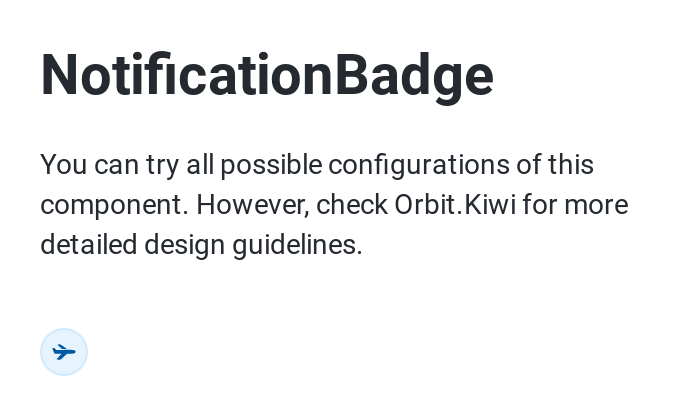 NotificationBadge
You can try all possible configurations of this
component. However, check Orbit.Kiwi for more
detailed design guidelines.